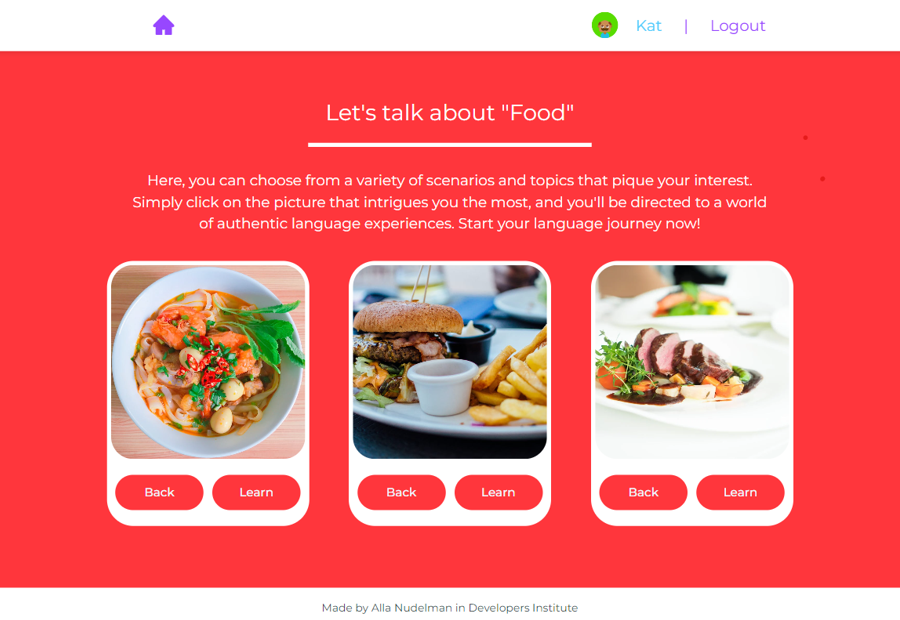 Kat | Logout
Let's talk about "Food"
Here, you can choose from a variety of scenarios and topics that pique your interest.
Simply click on the picture that intrigues you the most, and you'll be directed to a world
of authentic language experiences. Start your language journey now!
Back Learn Back Learn Back Learn
Made by Alla Nudelman in Developers Institute